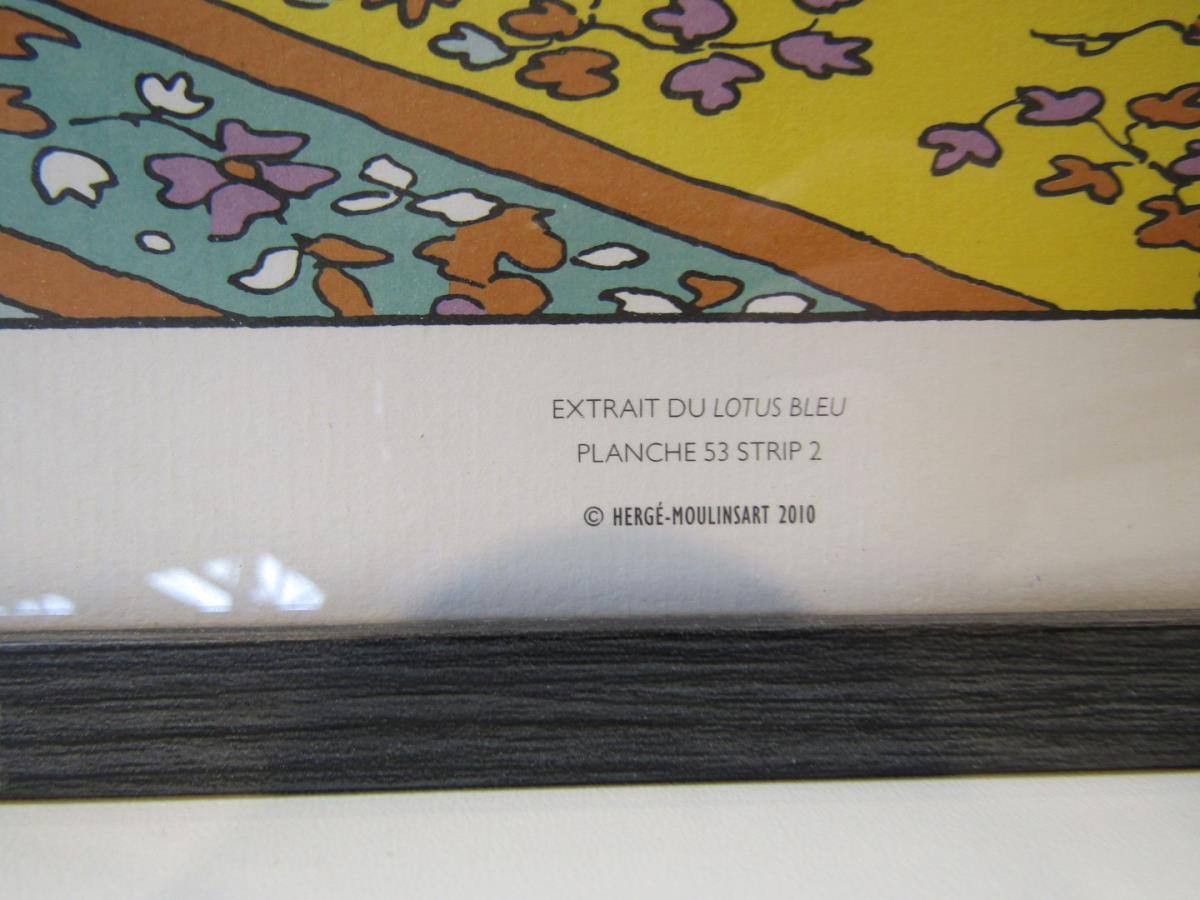 EXTRAIT DU LOTUS BLEU
PLANCHE 53 STRIP 2
© HERGÉ-MOULINSART 2010